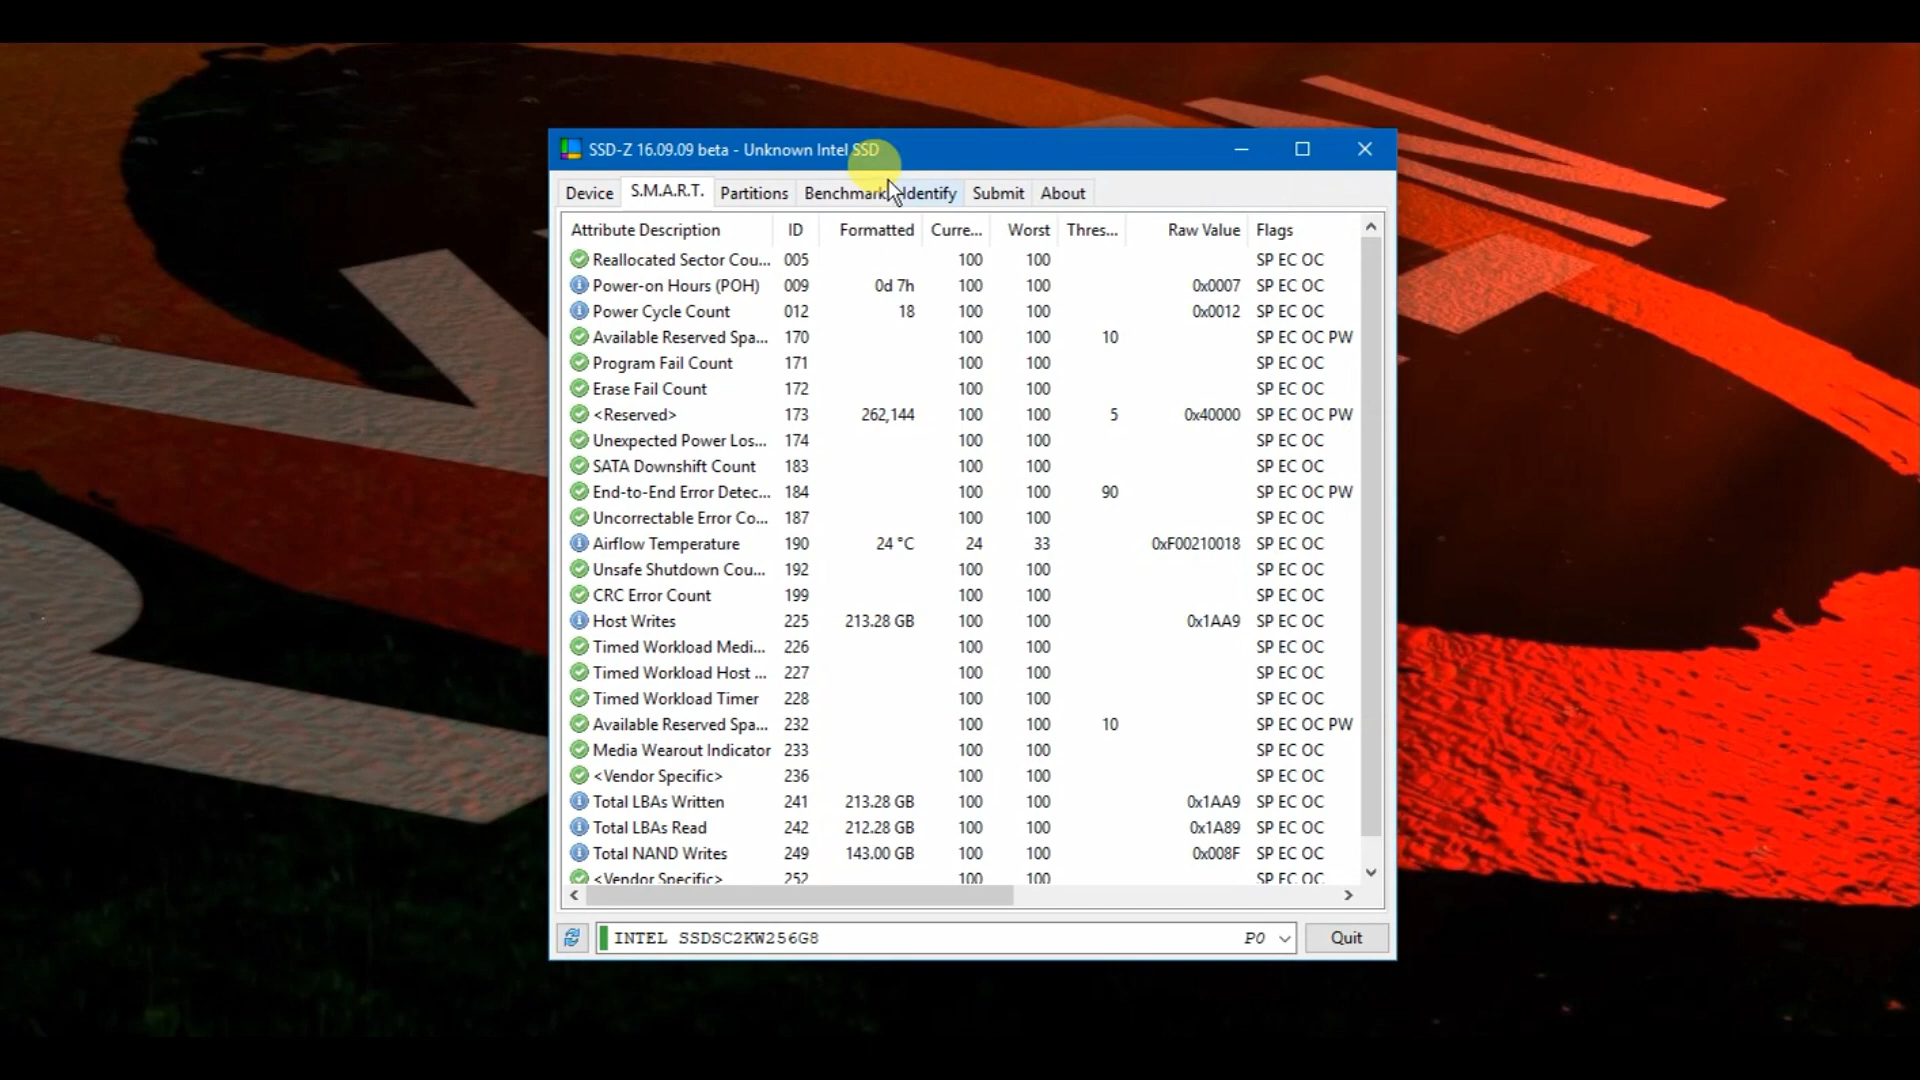 SSD-Z 16.09.09 beta - Unknown Intel SSD
Device S.M.A.R.T. Partitions Benchmark Identify Submit About
Attribute Description ID Formatted Curre... Worst Thres... Raw Value Flags
Reallocated Sector Cou... 005 100 100 SP EC OC
Power-on Hours (POH) 009 0d 7h 100 100 0x0007 SP EC OC
Power Cycle Count 012 18 100 100 0x0012 SP EC OC
Available Reserved Spa... 170 100 100 10 SP EC OC PW
Program Fail Count 171 100 100 SP EC OC
Erase Fail Count 172 100 100 SP EC OC
<Reserved> 173 262,144 100 100 5 0x40000 SP EC OC PW
Unexpected Power Los... 174 100 100 SP EC OC
SATA Downshift Count 183 100 100 SP EC OC
End-to-End Error Detec... 184 100 100 90 SP EC OC PW
Uncorrectable Error Co... 187 100 100 SP EC OC
Airflow Temperature 190 24 °C 24 33 0xF00210018 SP EC OC
Unsafe Shutdown Cou... 192 100 100 SP EC OC
CRC Error Count 199 100 100 SP EC OC
Host Writes 225 213.28 GB 100 100 0x1AA9 SP EC OC
Timed Workload Medi... 226 100 100 SP EC OC
Timed Workload Host ... 227 100 100 SP EC OC
Timed Workload Timer 228 100 100 SP EC OC
Available Reserved Spa... 232 100 100 10 SP EC OC PW
Media Wearout Indicator 233 100 100 SP EC OC
<Vendor Specific> 236 100 100 SP EC OC
Total LBAs Written 241 213.28 GB 100 100 0x1AA9 SP EC OC
Total LBAs Read 242 212.28 GB 100 100 0x1A89 SP EC OC
Total NAND Writes 249 143.00 GB 100 100 0x008F SP EC OC
<Vendor Specific> 252 100 100 SP EC OC
INTEL SSDSC2KW256G8 P0 Quit